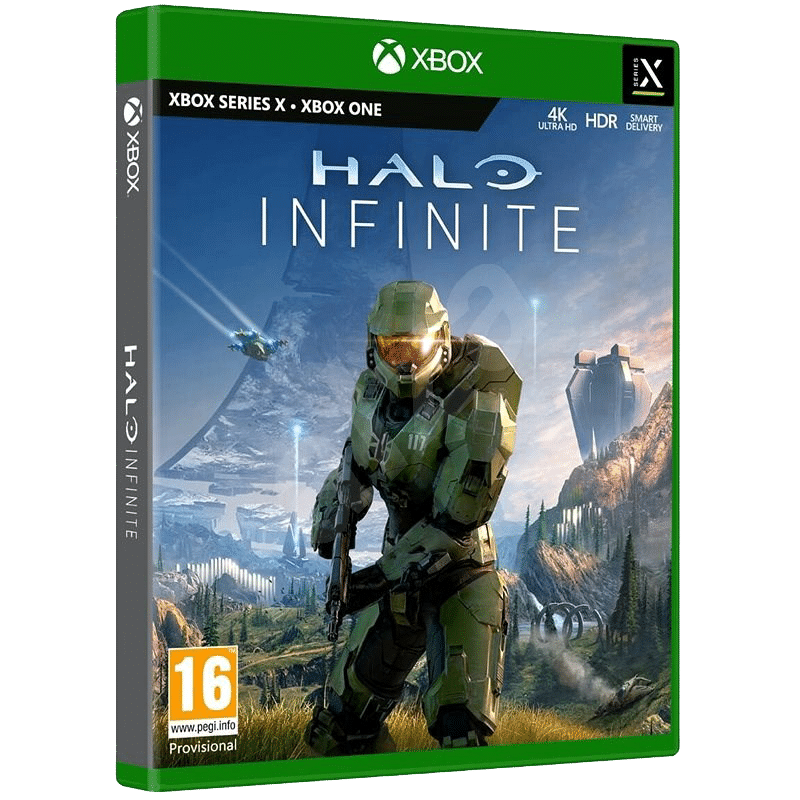 XBOX
SERIES X
XBOX SERIES X • XBOX ONE
4K
ULTRA HD
HDR
SMART
DELIVERY
HALO
INFINITE
117
16
www.pegi.info
Provisional
XBOX
HALO INFINITE